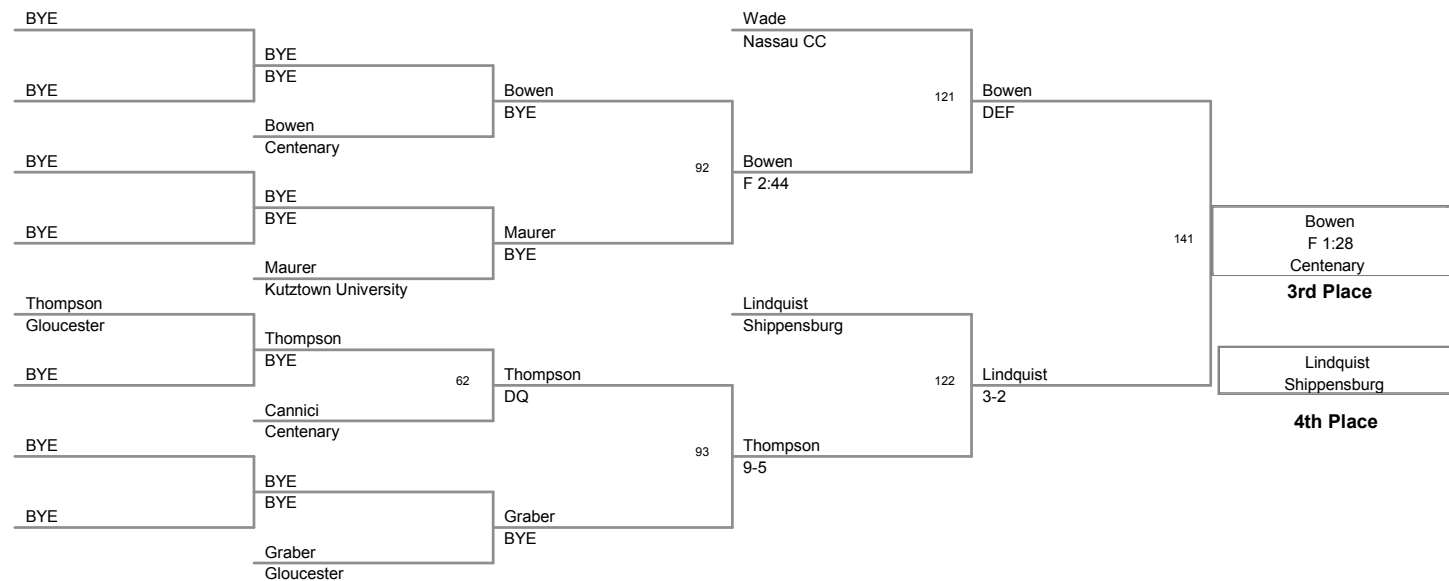 BYE
BYE
BYE
BYE
Thompson
Gloucester
BYE
BYE
BYE
BYE
BYE
Bowen
Centenary
BYE
BYE
Maurer
Kutztown University
Thompson
BYE
62
Cannici
Centenary
BYE
BYE
Graber
Gloucester
Bowen
BYE
92
Maurer
BYE
Thompson
DQ
93
Graber
BYE
Wade
Nassau CC
121
Bowen
F 2:44
Lindquist
Shippensburg
122
Thompson
9-5
Bowen
DEF
141
Lindquist
3-2
Bowen
F 1:28
Centenary
3rd Place
Lindquist
Shippensburg
4th Place